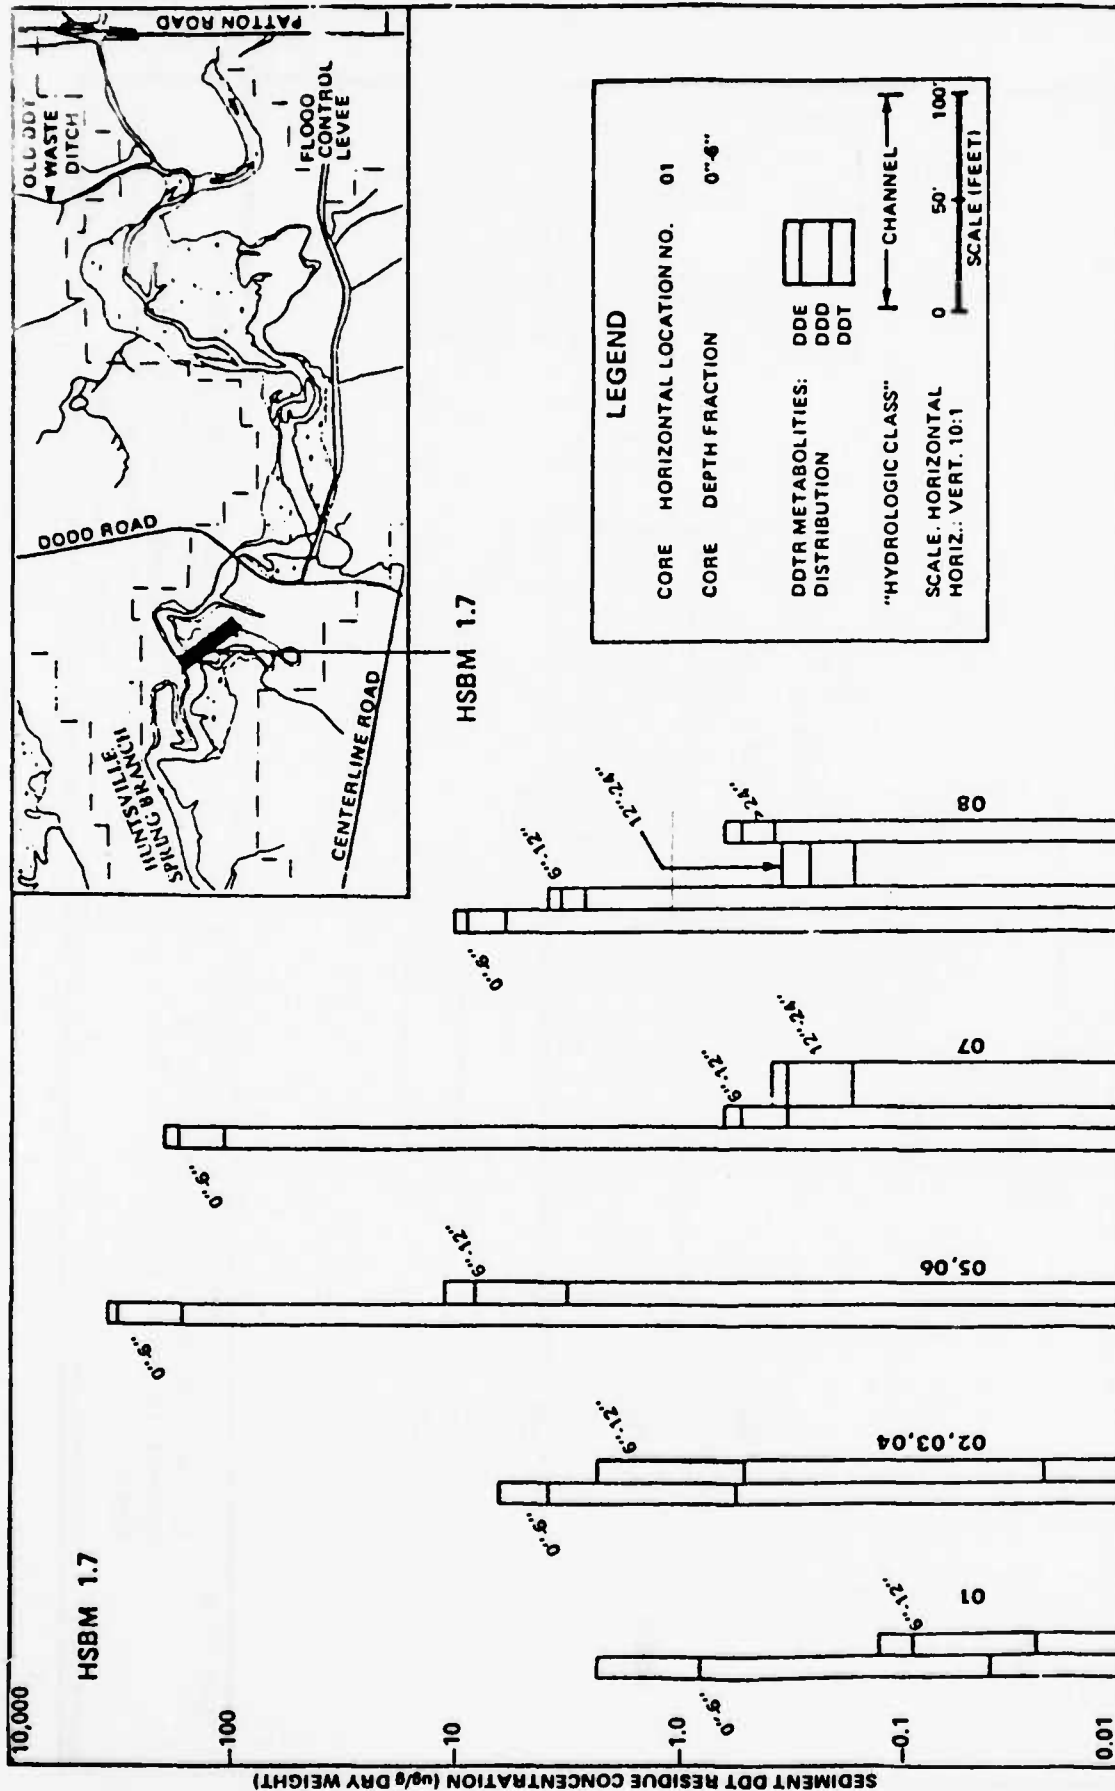 HSBM 1.7
SEDIMENT DDT RESIDUE CONCENTRATION (ug/g DRY WEIGHT)
10,000
100
10
1.0
0.1
0.01
0"-6"
6"-12"
01
0"-6"
6"-12"
02,03,04
0"-6"
6"-12"
05,06
0"-6"
6"-12"
12"-24"
07
0"-6"
6"-12"
12"-24"
>24"
08
HUNTSVILLE
SPRING BRANCH
CENTERLINE ROAD
DODD ROAD
OLD DDT
WASTE
DITCH
FLOOD
CONTROL
LEVEE
PATTON ROAD
HSBM 1.7
LEGEND
CORE HORIZONTAL LOCATION NO. 01
CORE DEPTH FRACTION 0"-6"
DDTR METABOLITIES: DDE
DISTRIBUTION DDD
DDT
"HYDROLOGIC CLASS" CHANNEL
SCALE. HORIZONTAL 0 50' 100'
HORIZ.: VERT. 10:1 SCALE (FEET)